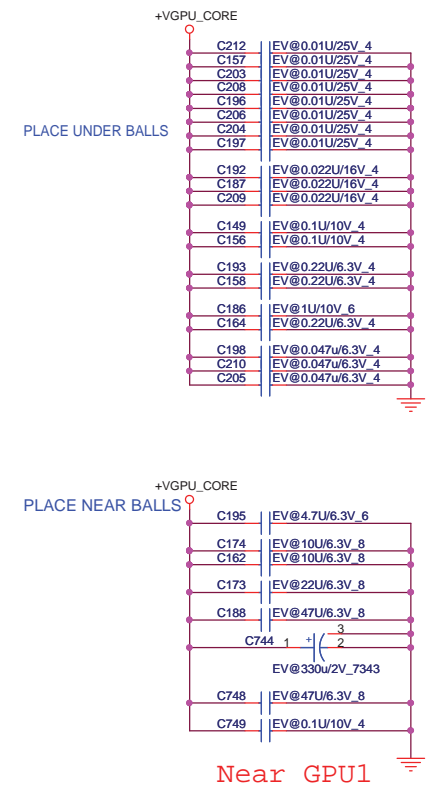 +VGPU_CORE
C212 EV@0.01U/25V_4
C157 EV@0.01U/25V_4
C203 EV@0.01U/25V_4
C208 EV@0.01U/25V_4
C196 EV@0.01U/25V_4
C206 EV@0.01U/25V_4
PLACE UNDER BALLS
C204 EV@0.01U/25V_4
C197 EV@0.01U/25V_4
C192 EV@0.022U/16V_4
C187 EV@0.022U/16V_4
C209 EV@0.022U/16V_4
C149 EV@0.1U/10V_4
C156 EV@0.1U/10V_4
C193 EV@0.22U/6.3V_4
C158 EV@0.22U/6.3V_4
C186 EV@1U/10V_6
C164 EV@0.22U/6.3V_4
C198 EV@0.047u/6.3V_4
C210 EV@0.047u/6.3V_4
C205 EV@0.047u/6.3V_4
+VGPU_CORE
PLACE NEAR BALLS
C195 EV@4.7U/6.3V_6
C174 EV@10U/6.3V_8
C162 EV@10U/6.3V_8
C173 EV@22U/6.3V_8
C188 EV@47U/6.3V_8
3
C744 1 + 2
EV@330u/2V_7343
C748 EV@47U/6.3V_8
C749 EV@0.1U/10V_4
Near GPU1